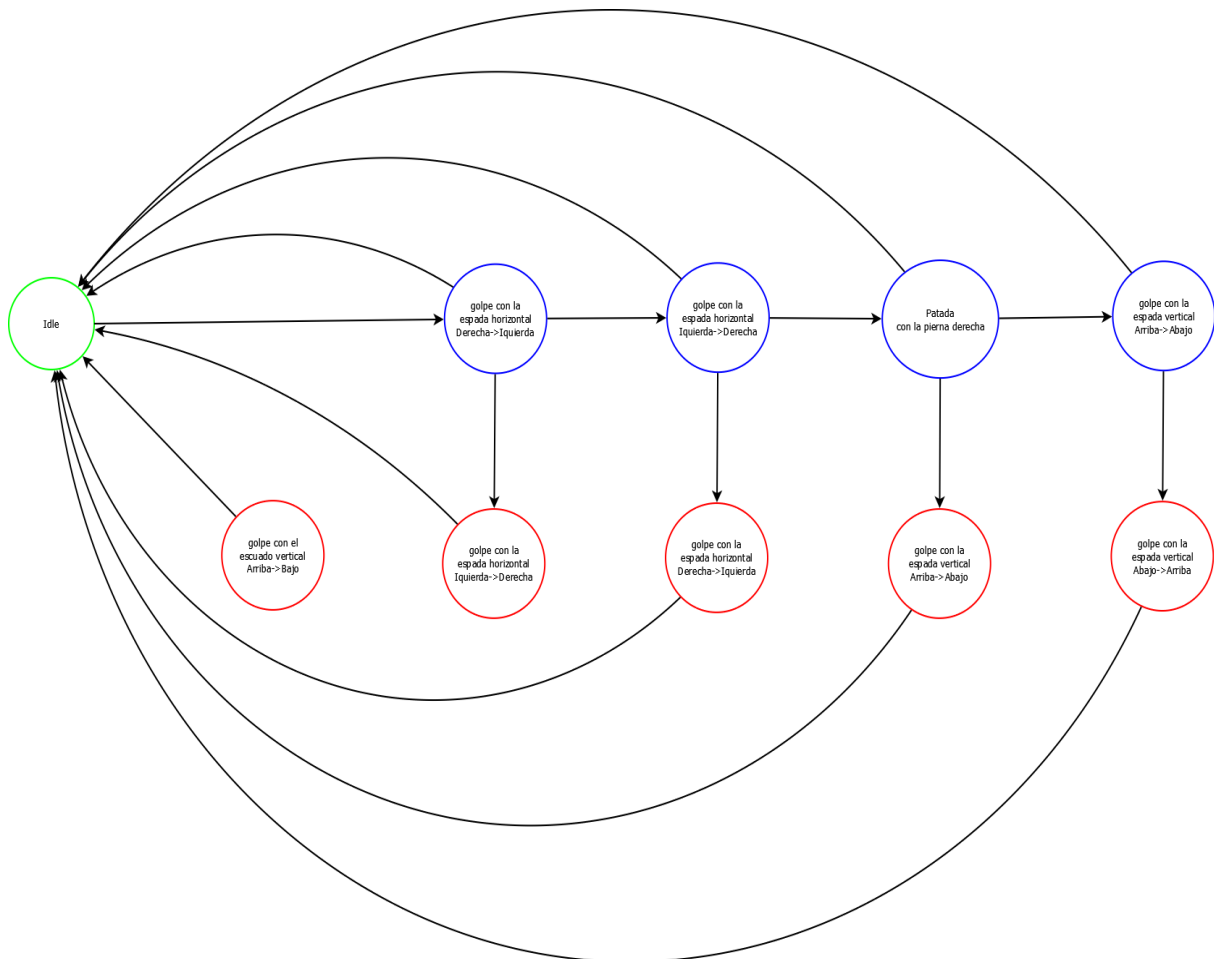 Idle
golpe con la
espada horizontal
Derecha->Iquierda
golpe con la
espada horizontal
Iquierda->Derecha
Patada
con la pierna derecha
golpe con la
espada vertical
Arriba->Abajo
golpe con el
escuado vertical
Arriba->Bajo
golpe con la
espada horizontal
Iquierda->Derecha
golpe con la
espada horizontal
Derecha->Iquierda
golpe con la
espada vertical
Arriba->Abajo
golpe con la
espada vertical
Abajo->Arriba